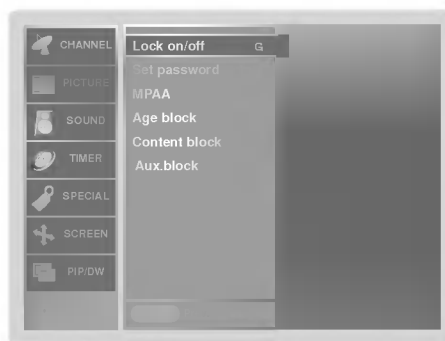 CHANNEL
PICTURE
SOUND
TIMER
SPECIAL
SCREEN
PIP/DW
Lock on/off G
Set password
MPAA
Age block
Content block
Aux.block